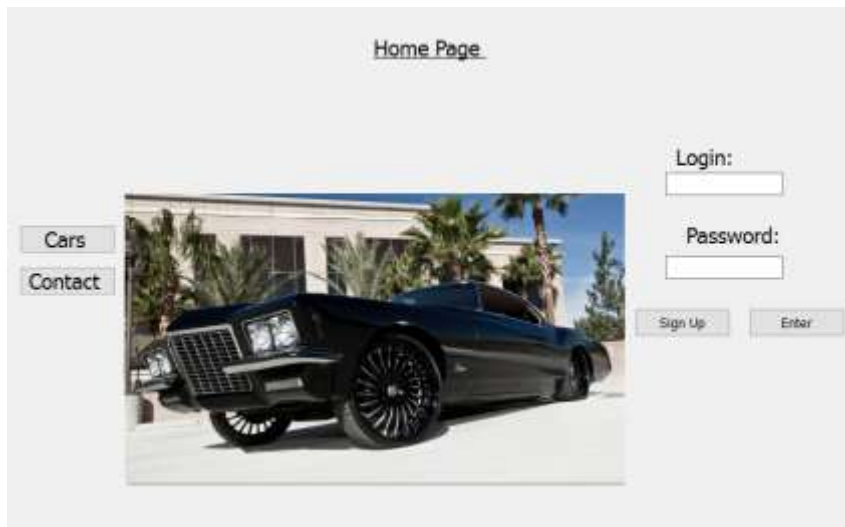 Home Page
Login:
Cars
Password:
Contact
Sign Up
Enter